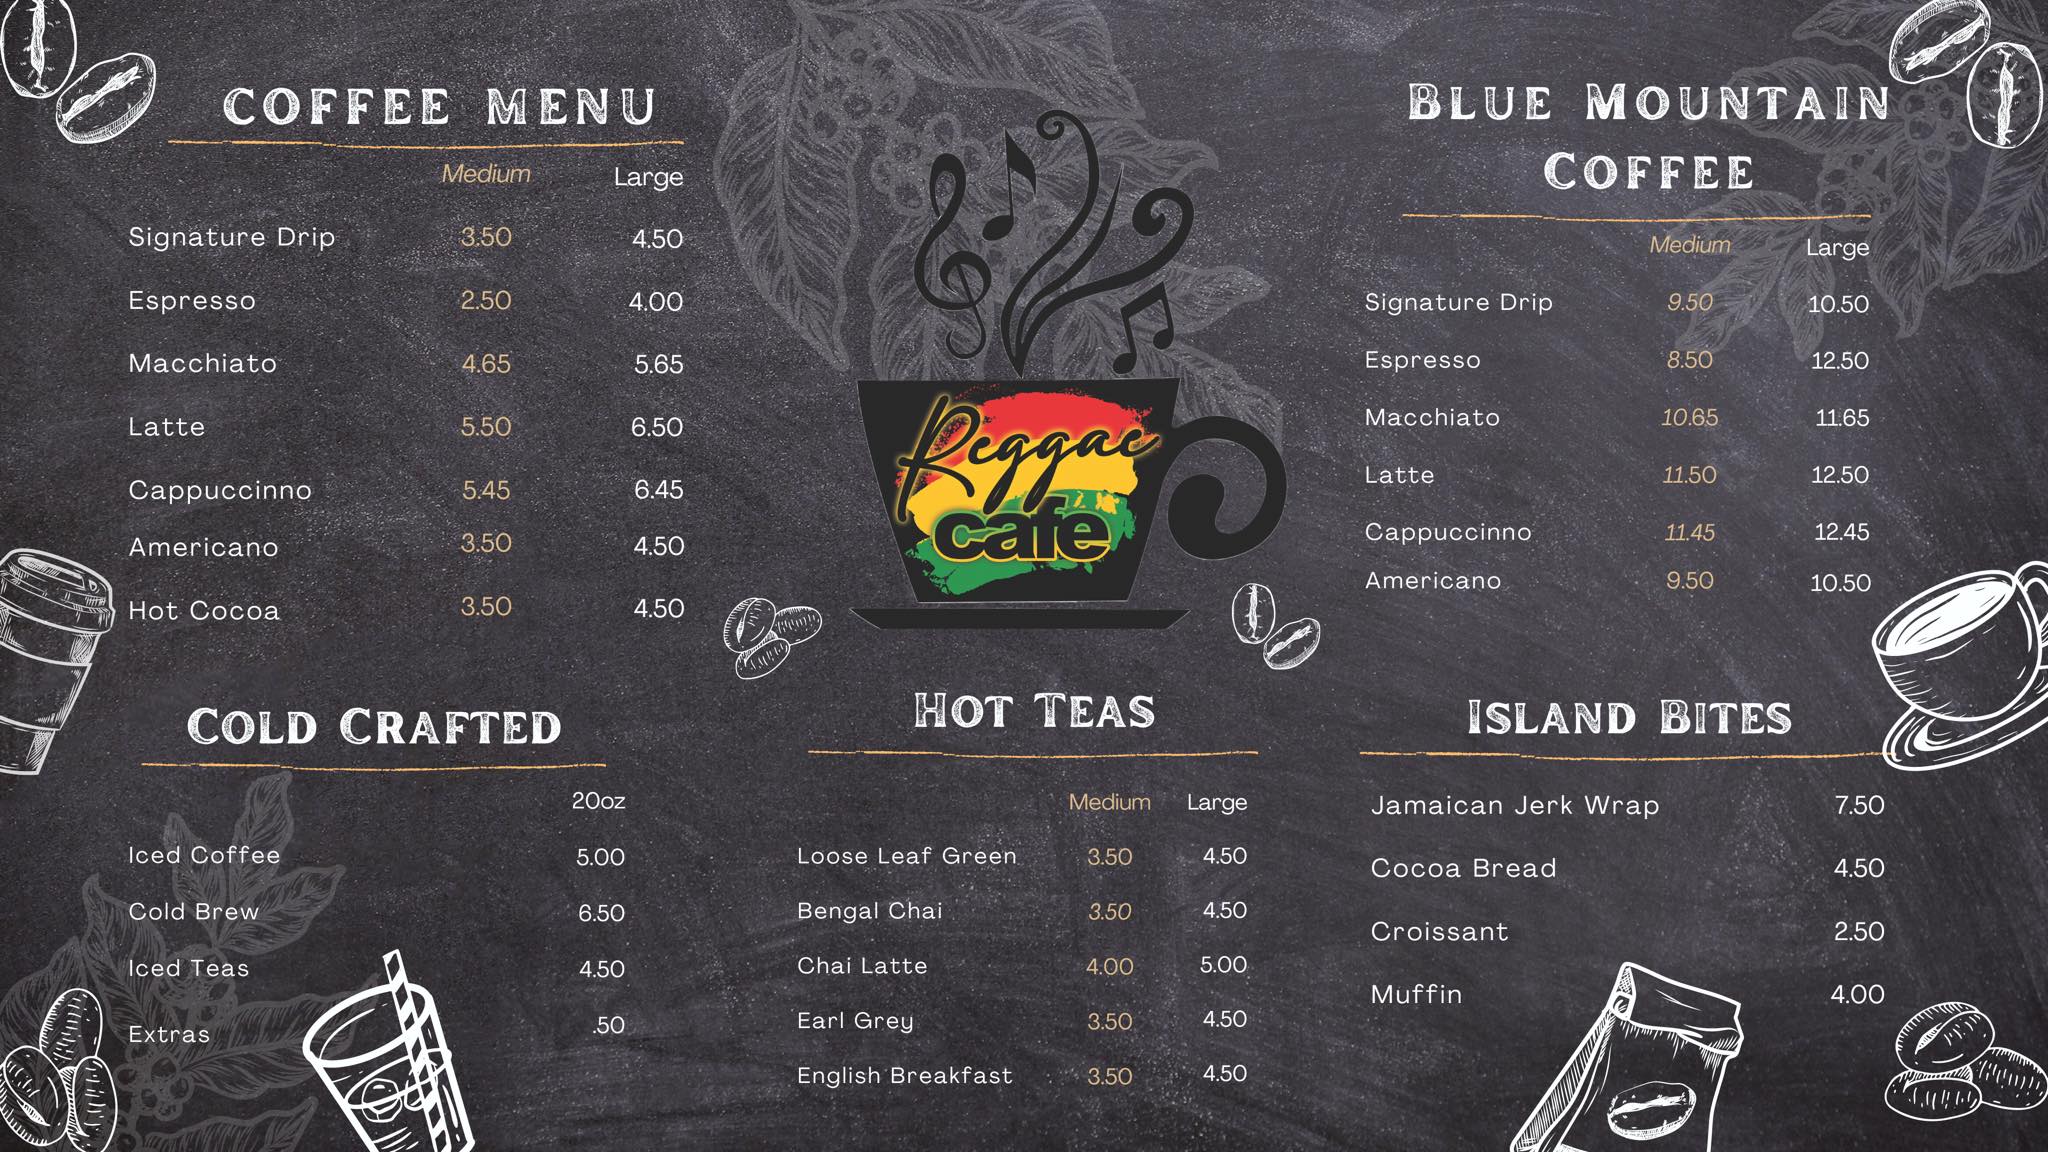 COFFEE MENU
Medium Large
Signature Drip 3.50 4.50
Espresso 2.50 4.00
Macchiato 4.65 5.65
Latte 5.50 6.50
Cappuccinno 5.45 6.45
Americano 3.50 4.50
Hot Cocoa 3.50 4.50
Reggae
cafe
BLUE MOUNTAIN
COFFEE
Medium Large
Signature Drip 9.50 10.50
Espresso 8.50 12.50
Macchiato 10.65 11.65
Latte 11.50 12.50
Cappuccinno 11.45 12.45
Americano 9.50 10.50
COLD CRAFTED
20oz
Iced Coffee 5.00
Cold Brew 6.50
Iced Teas 4.50
Extras .50
HOT TEAS
Medium Large
Loose Leaf Green 3.50 4.50
Bengal Chai 3.50 4.50
Chai Latte 4.00 5.00
Earl Grey 3.50 4.50
English Breakfast 3.50 4.50
ISLAND BITES
Jamaican Jerk Wrap 7.50
Cocoa Bread 4.50
Croissant 2.50
Muffin 4.00